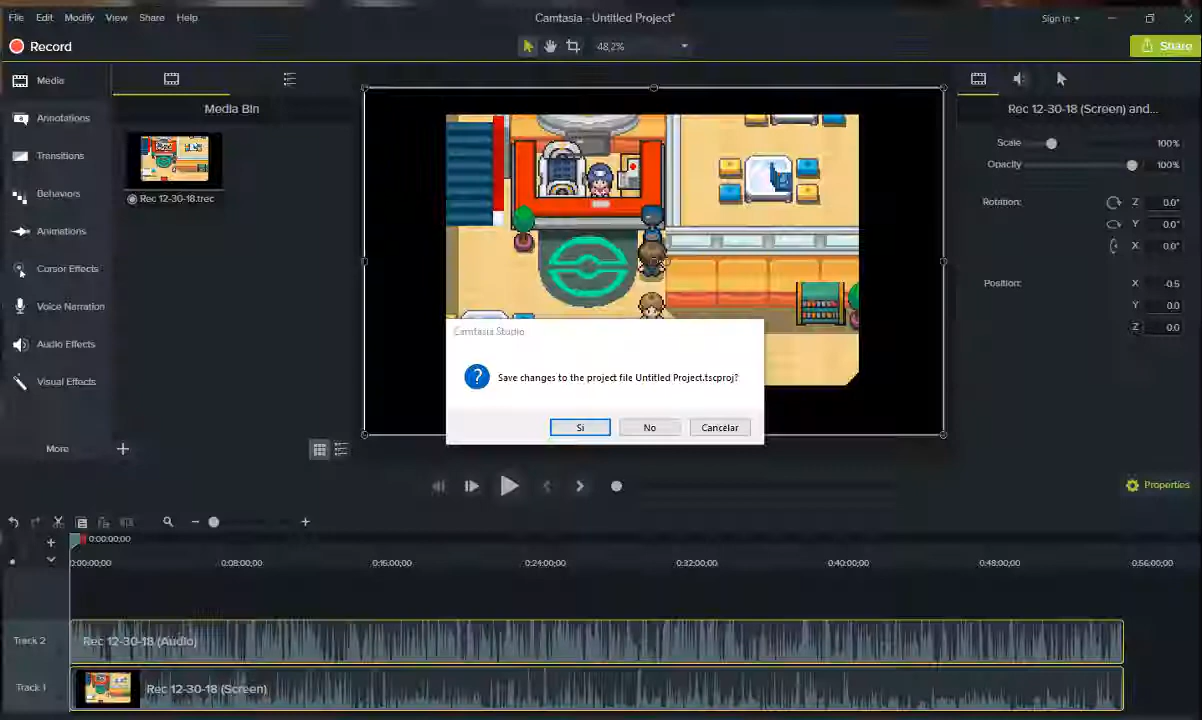 File Edit Modify View Share Help
Camtasia - Untitled Project*
Sign In
Record
48,2%
Share
Media
Annotations
Transitions
Behaviors
Animations
Cursor Effects
Voice Narration
Audio Effects
Visual Effects
More
Media Bin
Rec 12-30-18.trec
Rec 12-30-18 (Screen) and...
Scale 100%
Opacity 100%
Rotation: Z 0.0°
Y 0.0°
X 0.0°
Position: X -0.5
Y 0.0
Z 0.0
Camtasia Studio
Save changes to the project file Untitled Project.tscproj?
Sí No Cancelar
Properties
0:00:00;00
0:00:00;00 0:08:00;00 0:16:00;00 0:24:00;00 0:32:00;00 0:40:00;00 0:48:00;00 0:56:00;00
Track 2 Rec 12-30-18 (Audio)
Track 1 Rec 12-30-18 (Screen)